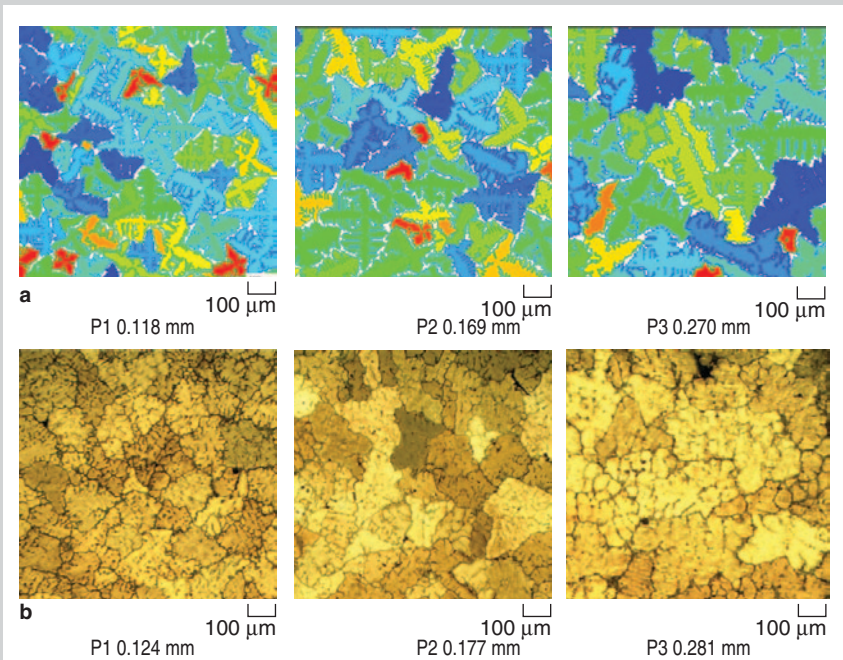 a
100 μm
100 μm
100 μm
P1 0.118 mm
P2 0.169 mm
P3 0.270 mm
b
100 μm
100 μm
100 μm
P1 0.124 mm
P2 0.177 mm
P3 0.281 mm